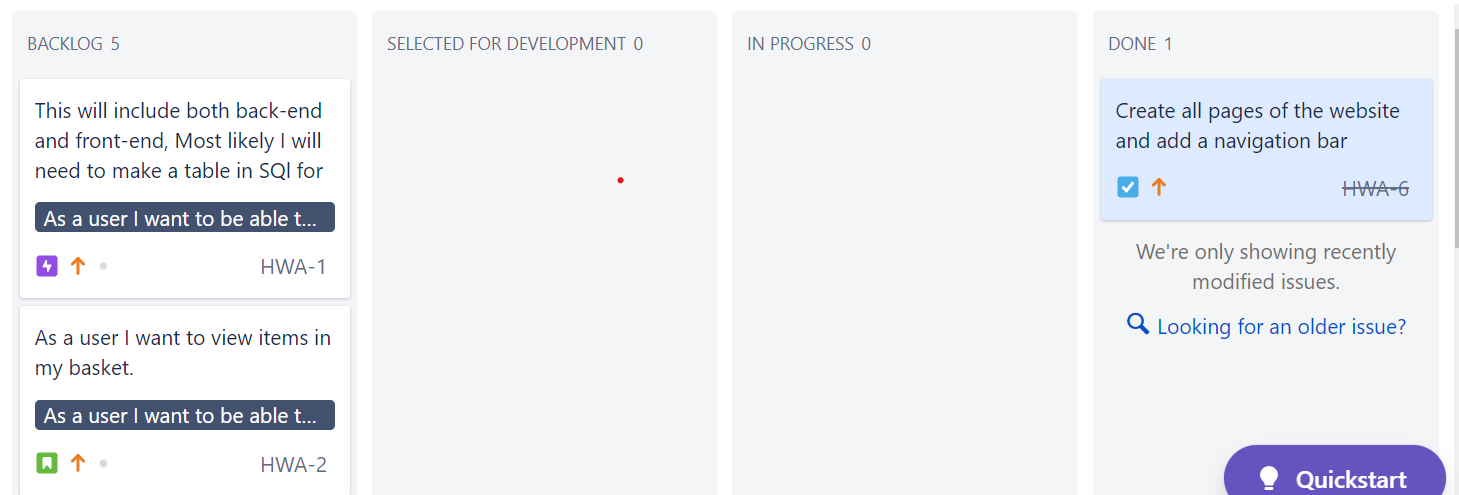 BACKLOG 5
This will include both back-end
and front-end, Most likely I will
need to make a table in SQl for
As a user I want to be able t...
HWA-1
As a user I want to view items in
my basket.
As a user I want to be able t...
HWA-2
SELECTED FOR DEVELOPMENT 0
IN PROGRESS 0
DONE 1
Create all pages of the website
and add a navigation bar
HWA-6
We're only showing recently
modified issues.
Looking for an older issue?
Quickstart